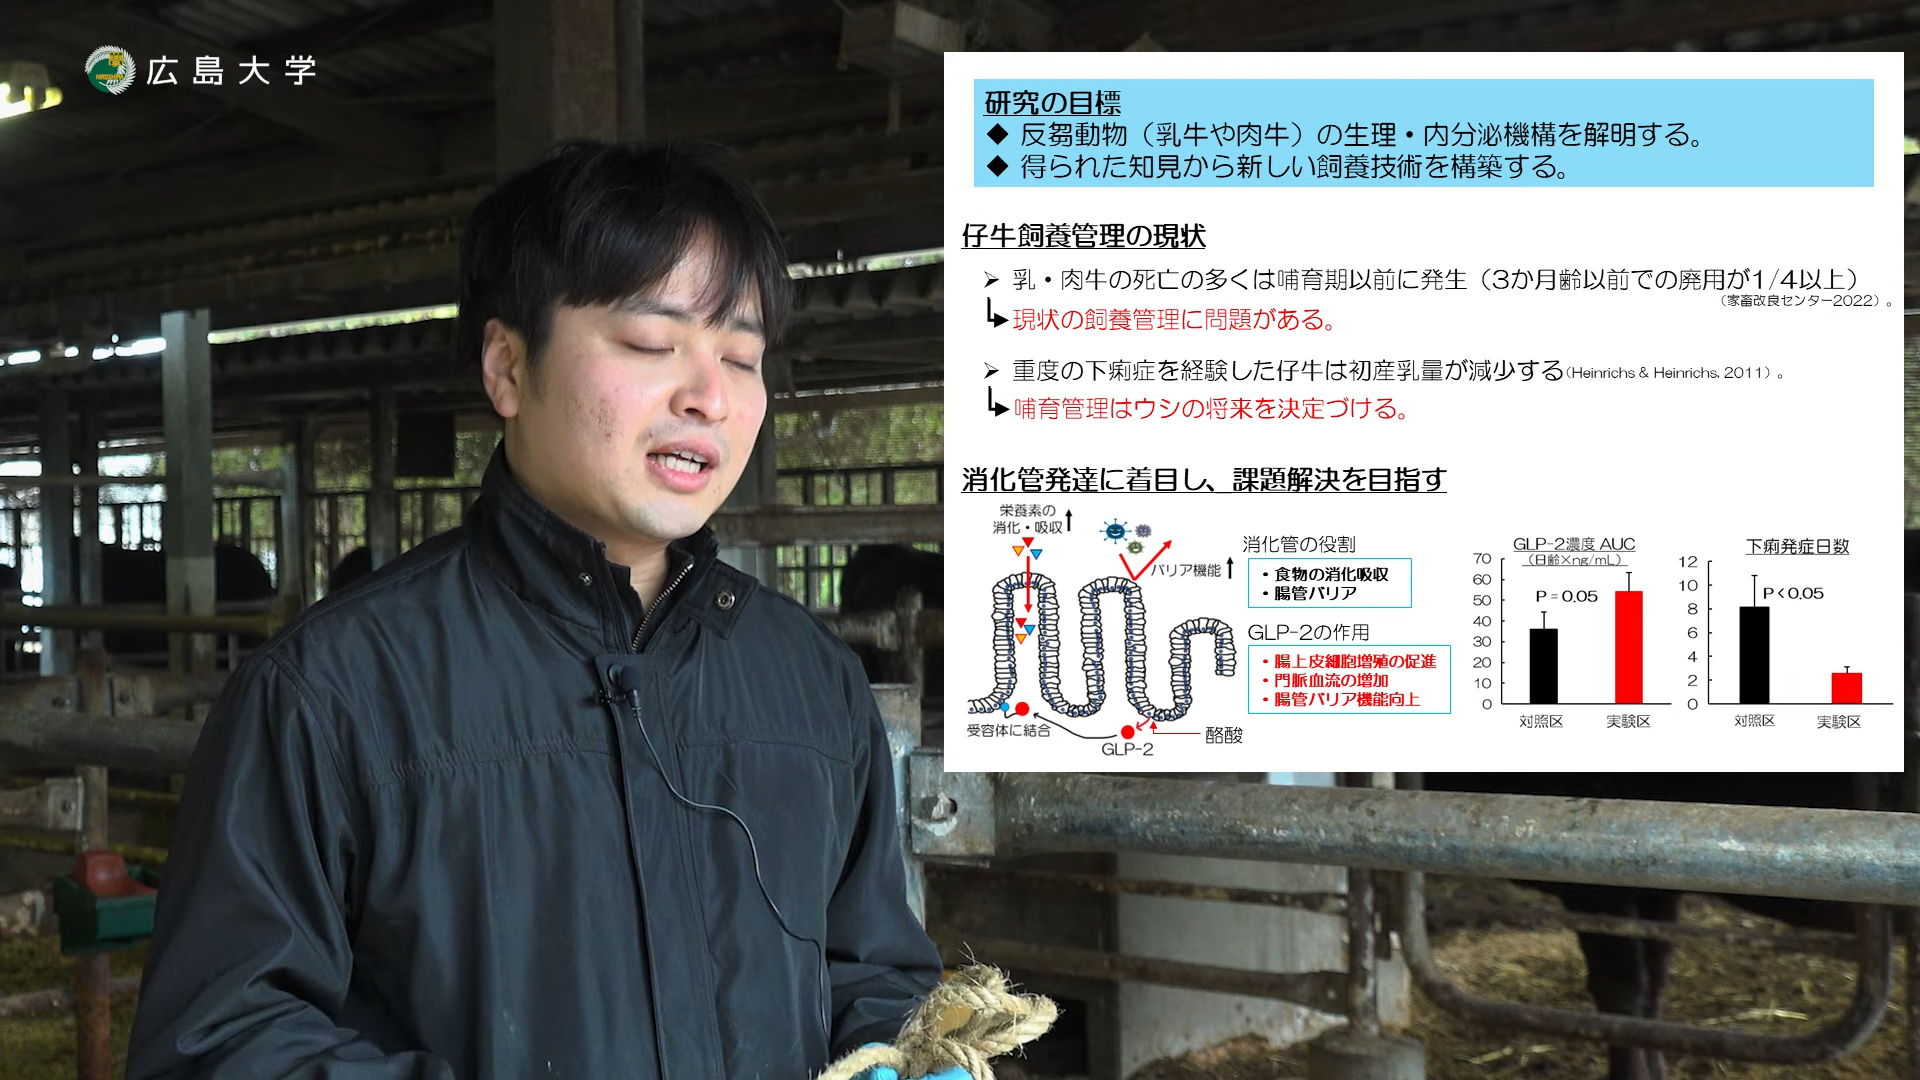 広島大学
研究の目標
◆ 反芻動物（乳牛や肉牛）の生理・内分泌機構を解明する。
◆ 得られた知見から新しい飼養技術を構築する。
仔牛飼養管理の現状
➢ 乳・肉牛の死亡の多くは哺育期以前に発生（3か月齢以前での廃用が1/4以上）
（家畜改良センター2022）。
現状の飼養管理に問題がある。
➢ 重度の下痢症を経験した仔牛は初産乳量が減少する（Heinrichs & Heinrichs, 2011）。
哺育管理はウシの将来を決定づける。
消化管発達に着目し、課題解決を目指す
栄養素の
消化・吸収
バリア機能
受容体に結合
GLP-2
酪酸
消化管の役割
・食物の消化吸収
・腸管バリア
GLP-2の作用
・腸上皮細胞増殖の促進
・門脈血流の増加
・腸管バリア機能向上
GLP-2濃度 AUC
（日齢×ng/mL）
70
60
50
40
30
20
10
0
P = 0.05
対照区
実験区
下痢発症日数
12
10
8
6
4
2
0
P < 0.05
対照区
実験区